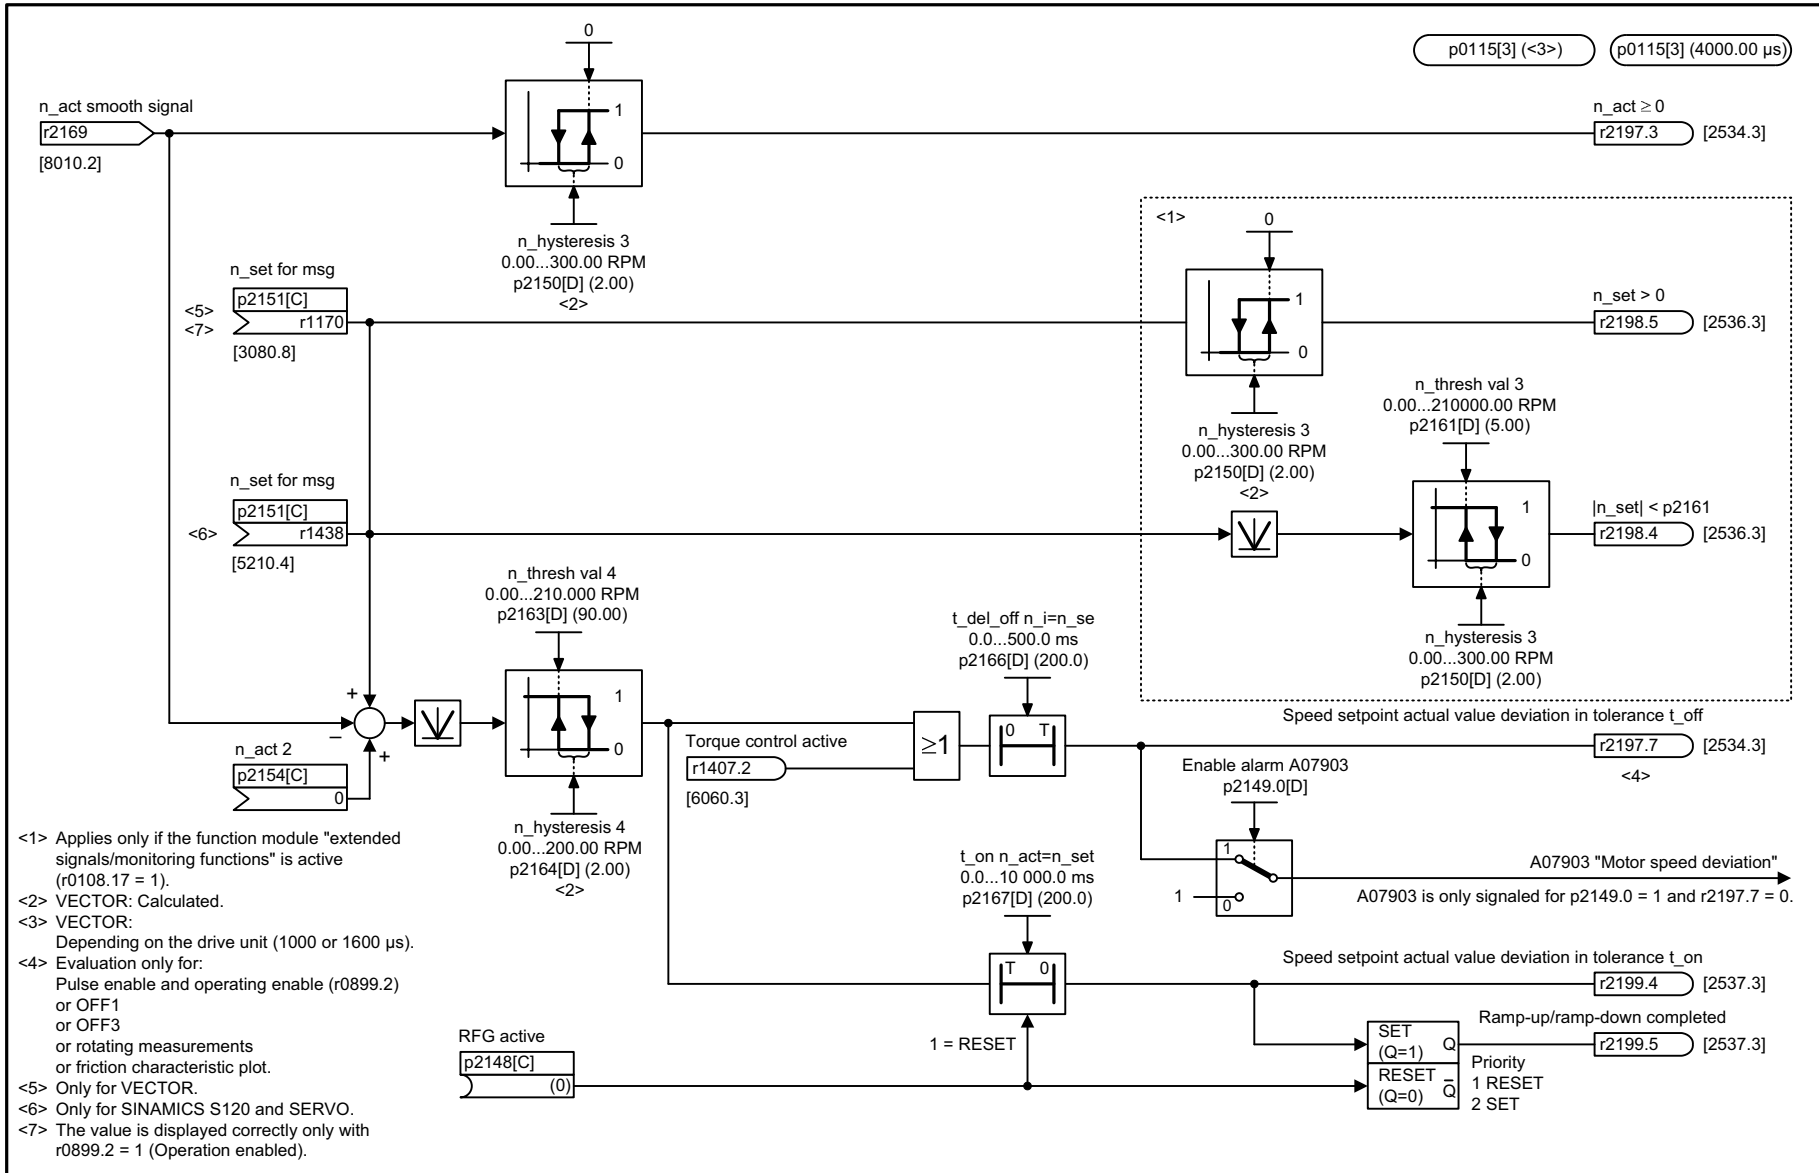 0
p0115[3] (<3>)
p0115[3] (4000.00 µs)
n_act smooth signal
r2169
[8010.2]
1
0
n_act ≥ 0
r2197.3
[2534.3]
n_hysteresis 3
0.00...300.00 RPM
p2150[D] (2.00)
<2>
<1>
0
n_set for msg
<5>
<7>
p2151[C]
r1170
[3080.8]
1
0
n_set > 0
r2198.5
[2536.3]
n_hysteresis 3
0.00...300.00 RPM
p2150[D] (2.00)
<2>
n_thresh val 3
0.00...210000.00 RPM
p2161[D] (5.00)
n_set for msg
<6>
p2151[C]
r1438
[5210.4]
1
0
|n_set| < p2161
r2198.4
[2536.3]
n_hysteresis 3
0.00...300.00 RPM
p2150[D] (2.00)
n_thresh val 4
0.00...210.000 RPM
p2163[D] (90.00)
t_del_off n_i=n_se
0.0...500.0 ms
p2166[D] (200.0)
+
–
+
n_act 2
p2154[C]
0
1
0
n_hysteresis 4
0.00...200.00 RPM
p2164[D] (2.00)
<2>
Torque control active
r1407.2
[6060.3]
≥1
0 T
Speed setpoint actual value deviation in tolerance t_off
r2197.7
[2534.3]
<4>
Enable alarm A07903
p2149.0[D]
1
1
0
A07903 "Motor speed deviation"
A07903 is only signaled for p2149.0 = 1 and r2197.7 = 0.
t_on n_act=n_set
0.0...10 000.0 ms
p2167[D] (200.0)
T 0
Speed setpoint actual value deviation in tolerance t_on
r2199.4
[2537.3]
RFG active
p2148[C]
(0)
1 = RESET
SET
(Q=1)
Q
RESET
(Q=0)
Q̅
Priority
1 RESET
2 SET
Ramp-up/ramp-down completed
r2199.5
[2537.3]
<1> Applies only if the function module "extended
signals/monitoring functions" is active
(r0108.17 = 1).
<2> VECTOR: Calculated.
<3> VECTOR:
Depending on the drive unit (1000 or 1600 µs).
<4> Evaluation only for:
Pulse enable and operating enable (r0899.2)
or OFF1
or OFF3
or rotating measurements
or friction characteristic plot.
<5> Only for VECTOR.
<6> Only for SINAMICS S120 and SERVO.
<7> The value is displayed correctly only with
r0899.2 = 1 (Operation enabled).